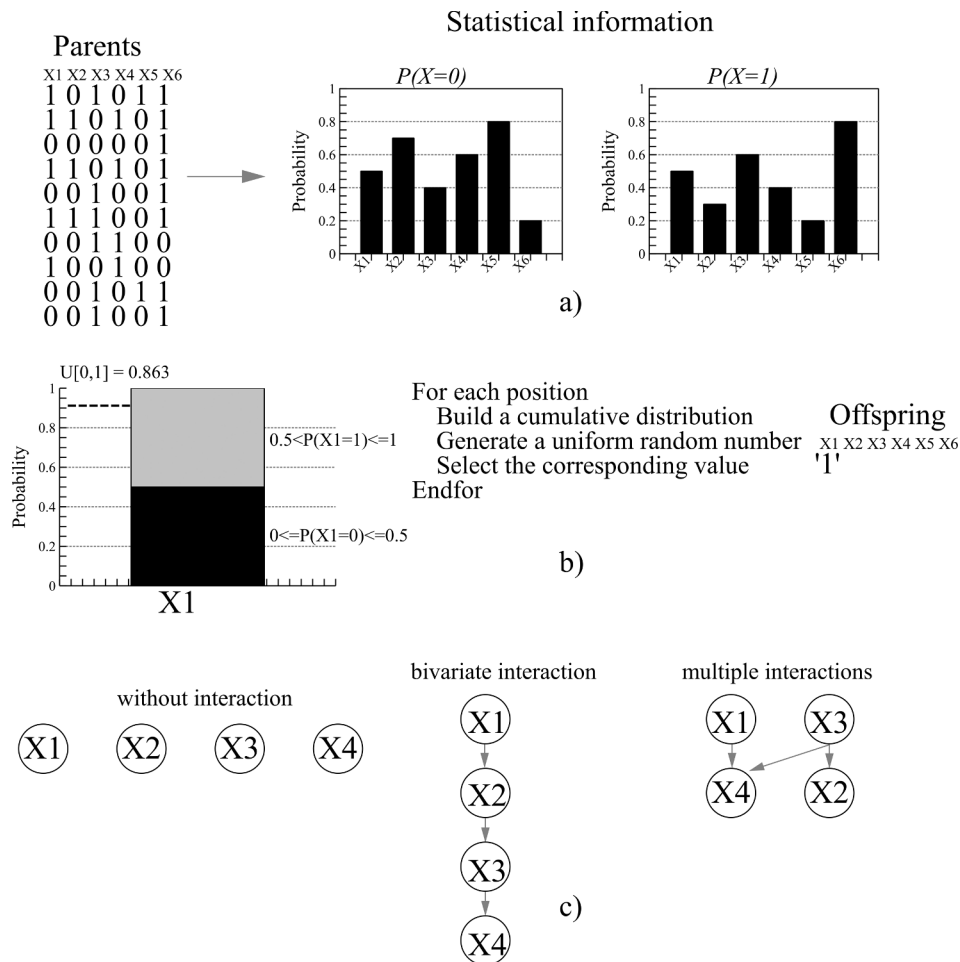 Statistical information
Parents
X1 X2 X3 X4 X5 X6
1 0 1 0 1 1
1 1 0 1 0 1
0 0 0 0 0 1
1 1 0 1 0 1
0 0 1 0 0 1
1 1 1 0 0 1
0 0 1 1 0 0
1 0 0 1 0 0
0 0 1 0 1 1
0 0 1 0 0 1
P(X=0)
Probability
1
0.8
0.6
0.4
0.2
0
X1 X2 X3 X4 X5 X6
P(X=1)
Probability
1
0.8
0.6
0.4
0.2
0
X1 X2 X3 X4 X5 X6
a)
U[0,1] = 0.863
Probability
1
0.8
0.6
0.4
0.2
0
0.5<P(X1=1)<=1
0<=P(X1=0)<=0.5
X1
For each position
Build a cumulative distribution
Generate a uniform random number
Select the corresponding value
Endfor
Offspring
X1 X2 X3 X4 X5 X6
'1'
b)
without interaction
X1 X2 X3 X4
bivariate interaction
X1
X2
X3
X4
multiple interactions
X1 X3
X4 X2
c)